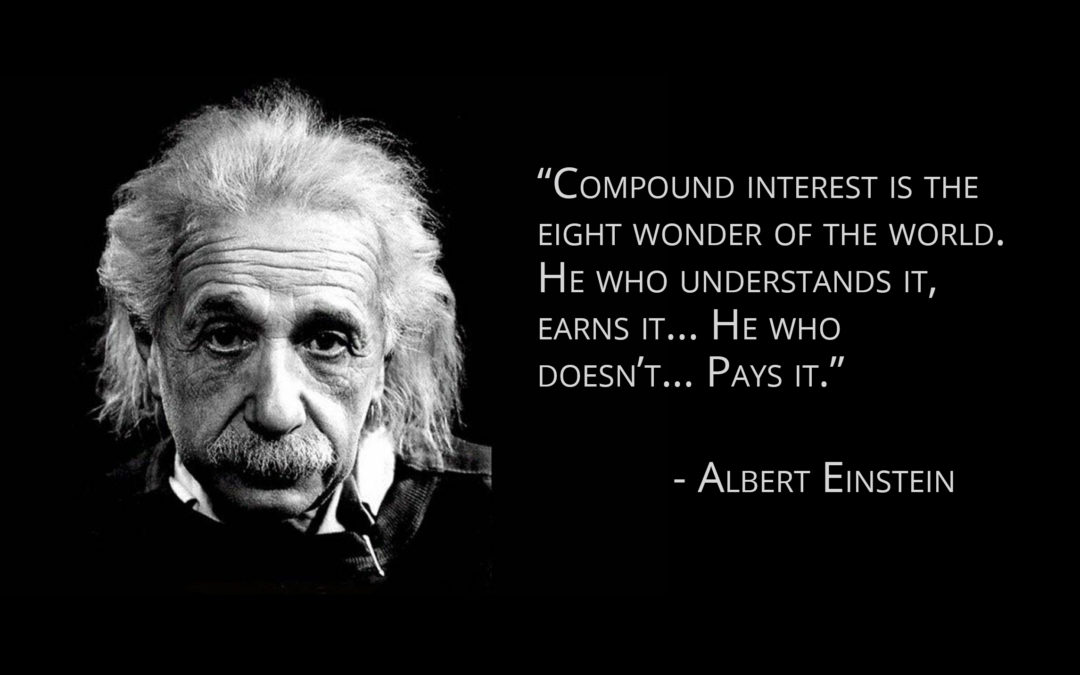 “Compound interest is the
eight wonder of the world.
He who understands it,
earns it... He who
doesn’t... Pays it.”
- Albert Einstein